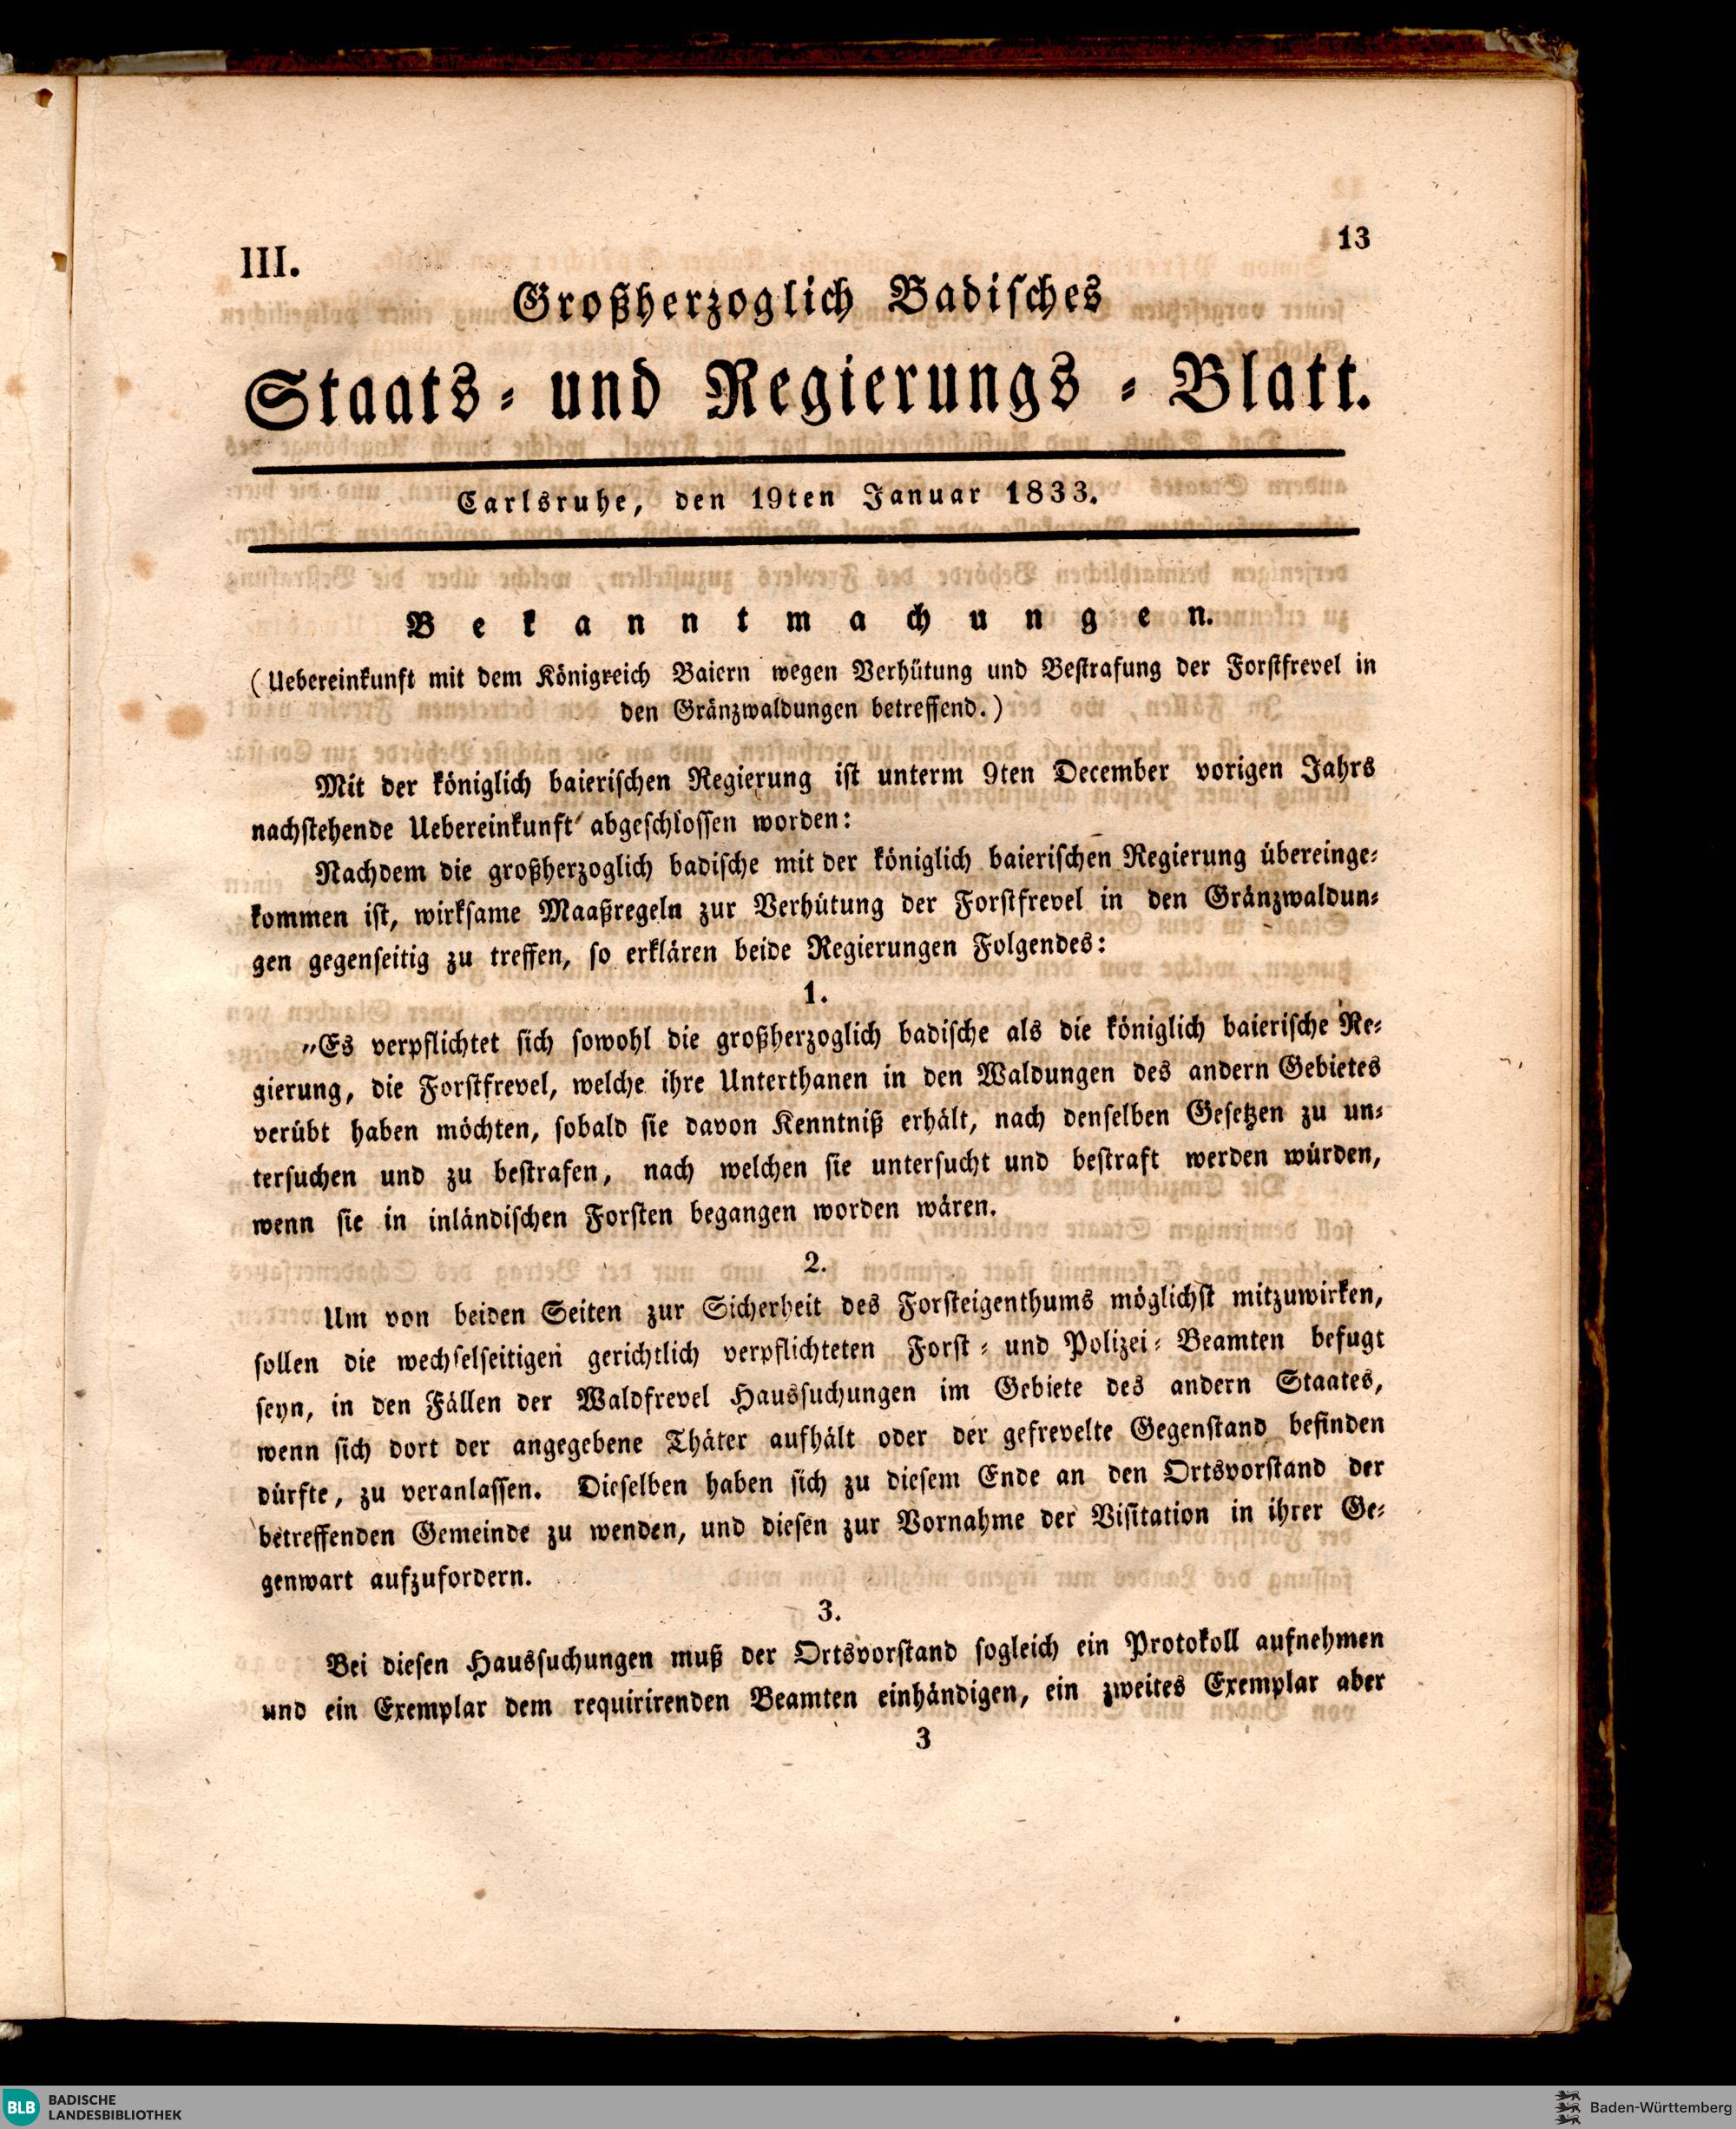 III.
13
Großherzoglich Badisches
Staats- und Regierungs-Blatt.
Carlsruhe, den 19ten Januar 1833.
Bekanntmachungen.
(Uebereinkunft mit dem Königreich Baiern wegen Verhütung und Bestrafung der Forstfrevel in
den Gränzwaldungen betreffend.)
Mit der königlich baierischen Regierung ist unterm 9ten December vorigen Jahrs
nachstehende Uebereinkunft abgeschlossen worden:
Nachdem die großherzoglich badische mit der königlich baierischen Regierung übereinge-
kommen ist, wirksame Maaßregeln zur Verhütung der Forstfrevel in den Gränzwaldun-
gen gegenseitig zu treffen, so erklären beide Regierungen Folgendes:
1.
„Es verpflichtet sich sowohl die großherzoglich badische als die königlich baierische Re-
gierung, die Forstfrevel, welche ihre Unterthanen in den Waldungen des andern Gebietes
verübt haben möchten, sobald sie davon Kenntniß erhält, nach denselben Gesetzen zu un-
tersuchen und zu bestrafen, nach welchen sie untersucht und bestraft werden würden,
wenn sie in inländischen Forsten begangen worden wären.
2.
Um von beiden Seiten zur Sicherheit des Forsteigenthums möglichst mitzuwirken,
sollen die wechselseitigen gerichtlich verpflichteten Forst- und Polizei-Beamten befugt
seyn, in den Fällen der Waldfrevel Haussuchungen im Gebiete des andern Staates,
wenn sich dort der angegebene Thäter aufhält oder der gefrevelte Gegenstand befinden
dürfte, zu veranlassen. Dieselben haben sich zu diesem Ende an den Ortsvorstand der
betreffenden Gemeinde zu wenden, und diesen zur Vornahme der Visitation in ihrer Ge-
genwart aufzufordern.
3.
Bei diesen Haussuchungen muß der Ortsvorstand sogleich ein Protokoll aufnehmen
und ein Exemplar dem requirirenden Beamten einhändigen, ein zweites Exemplar aber
3
BLB BADISCHE
LANDESBIBLIOTHEK
Baden-Württemberg